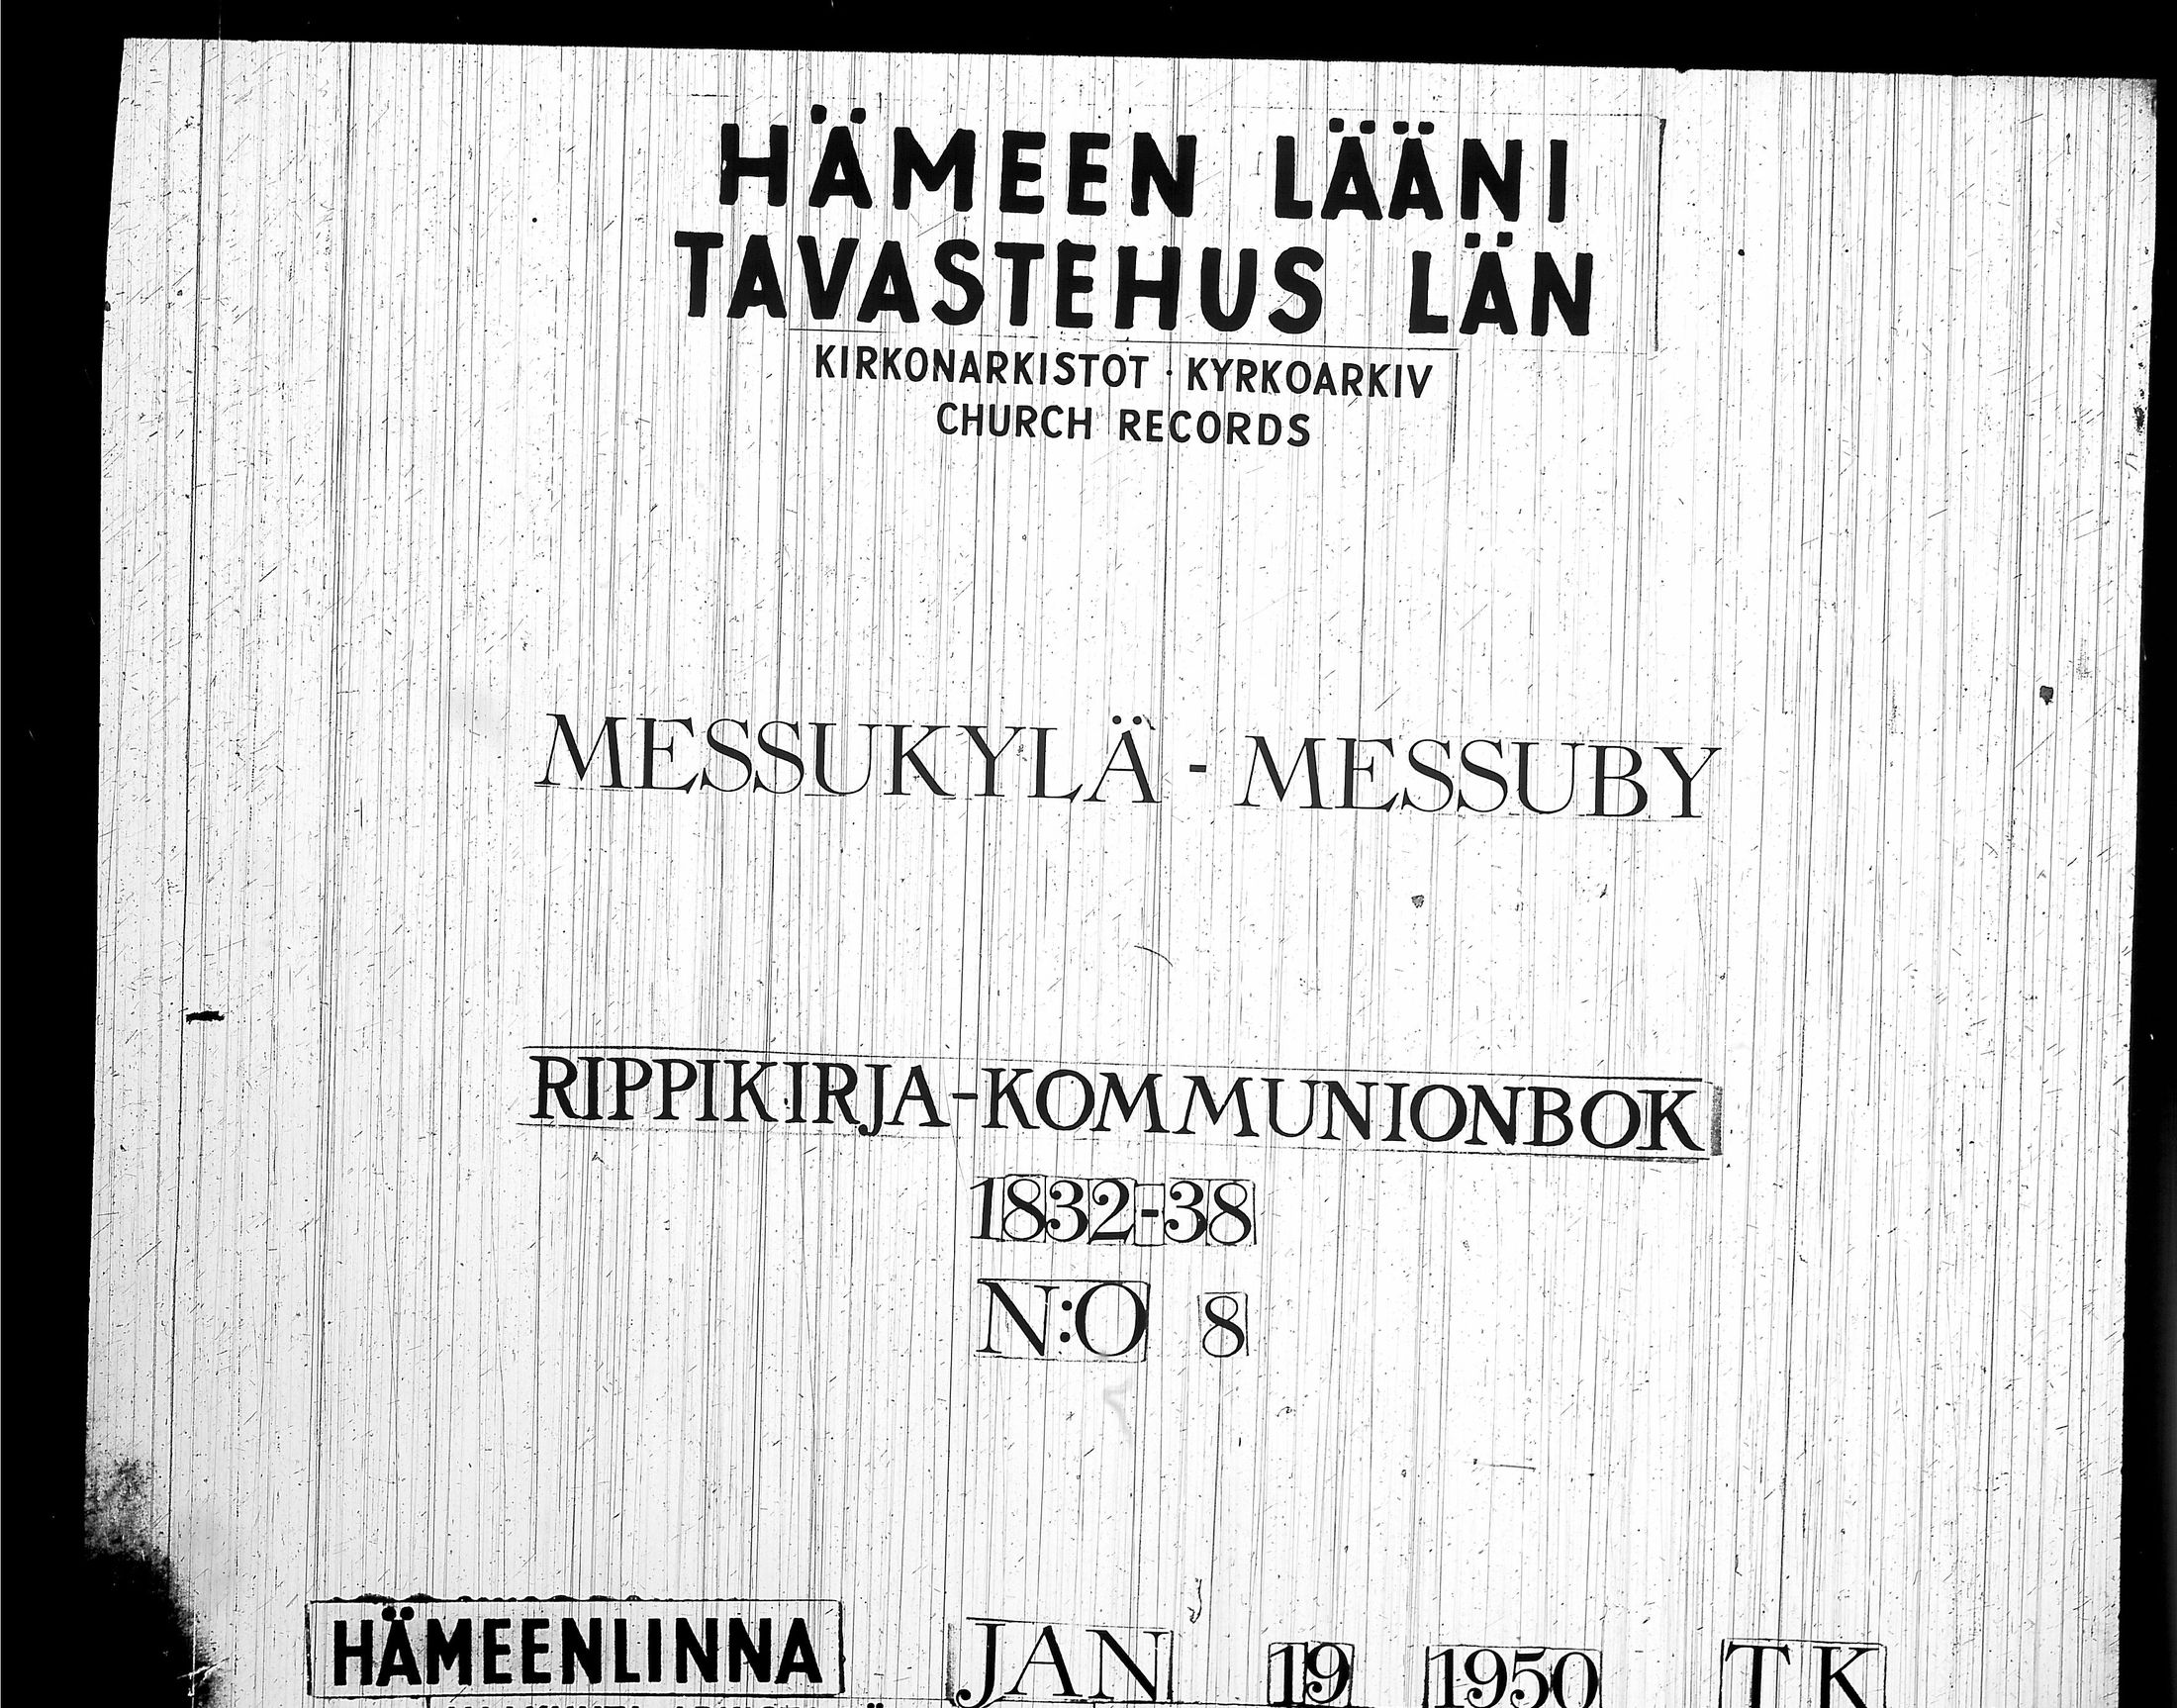 HÄMEEN LÄÄNI
TAVASTEHUS LÄN
KIRKONARKISTOT · KYRKOARKIV
CHURCH RECORDS
MESSUKYLÄ - MESSUBY
RIPPIKIRJA-KOMMUNIONBOK
1832-38
N:O 8
HÄMEENLINNA JAN 19 1950 TK